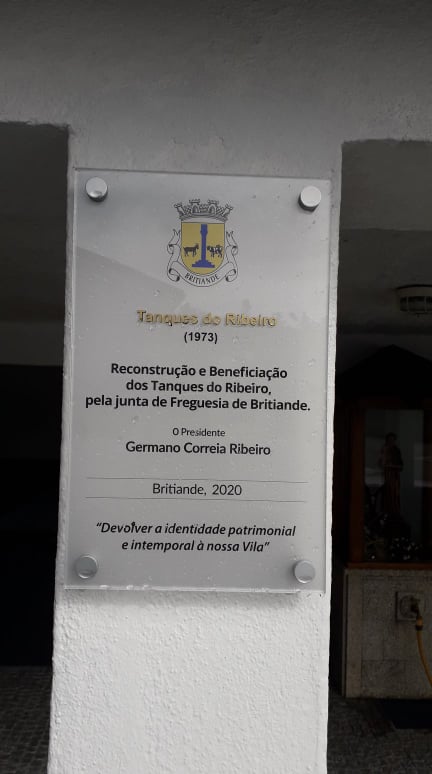 BRITIANDE
Tanques do Ribeiro
(1973)
Reconstrução e Beneficiação
dos Tanques do Ribeiro,
pela junta de Freguesia de Britiande.
O Presidente
Germano Correia Ribeiro
Britiande, 2020
“Devolver a identidade patrimonial
e intemporal à nossa Vila”